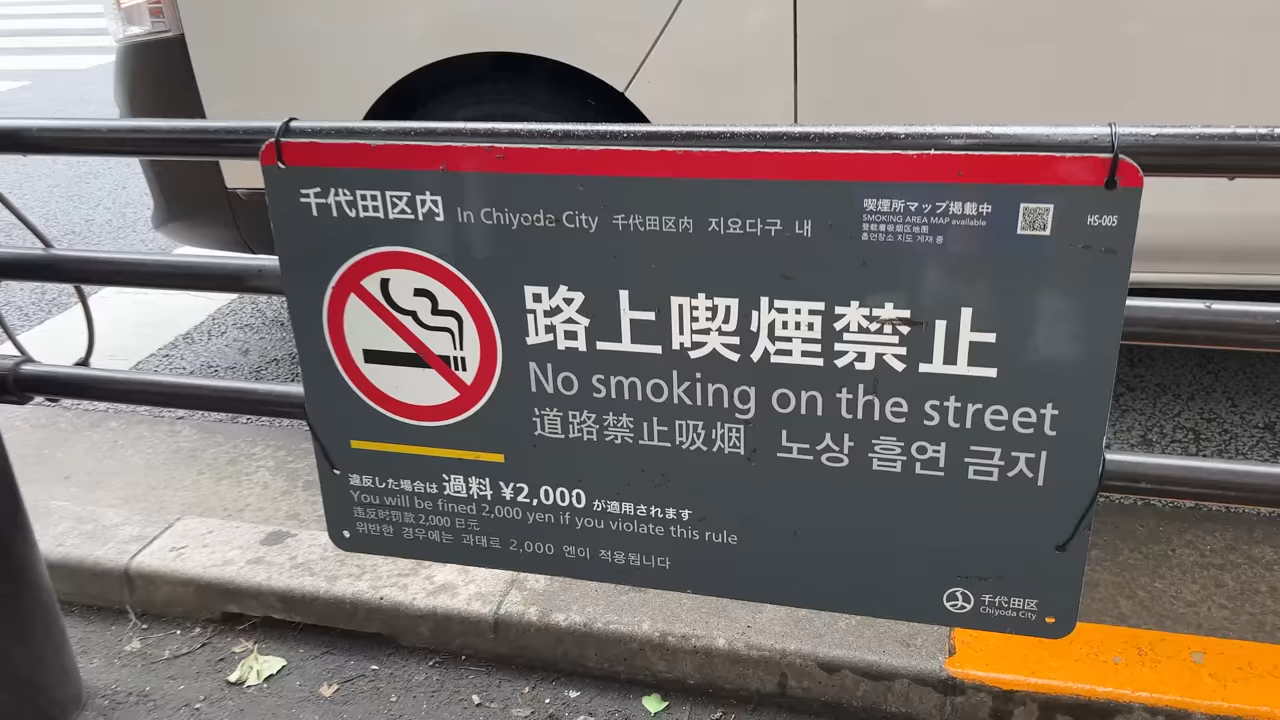 千代田区内 In Chiyoda City 千代田区内 지요다구 내
喫煙所マップ掲載中
SMOKING AREA MAP available
登載着吸烟区地图
흡연장소 지도 게재 중
HS-005
路上喫煙禁止
No smoking on the street
道路禁止吸烟 노상 흡연 금지
違反した場合は 過料 ¥2,000 が適用されます
You will be fined 2,000 yen if you violate this rule
违反时罚款 2,000 日元
위반한 경우에는 과태료 2,000 엔이 적용됩니다
千代田区
Chiyoda City